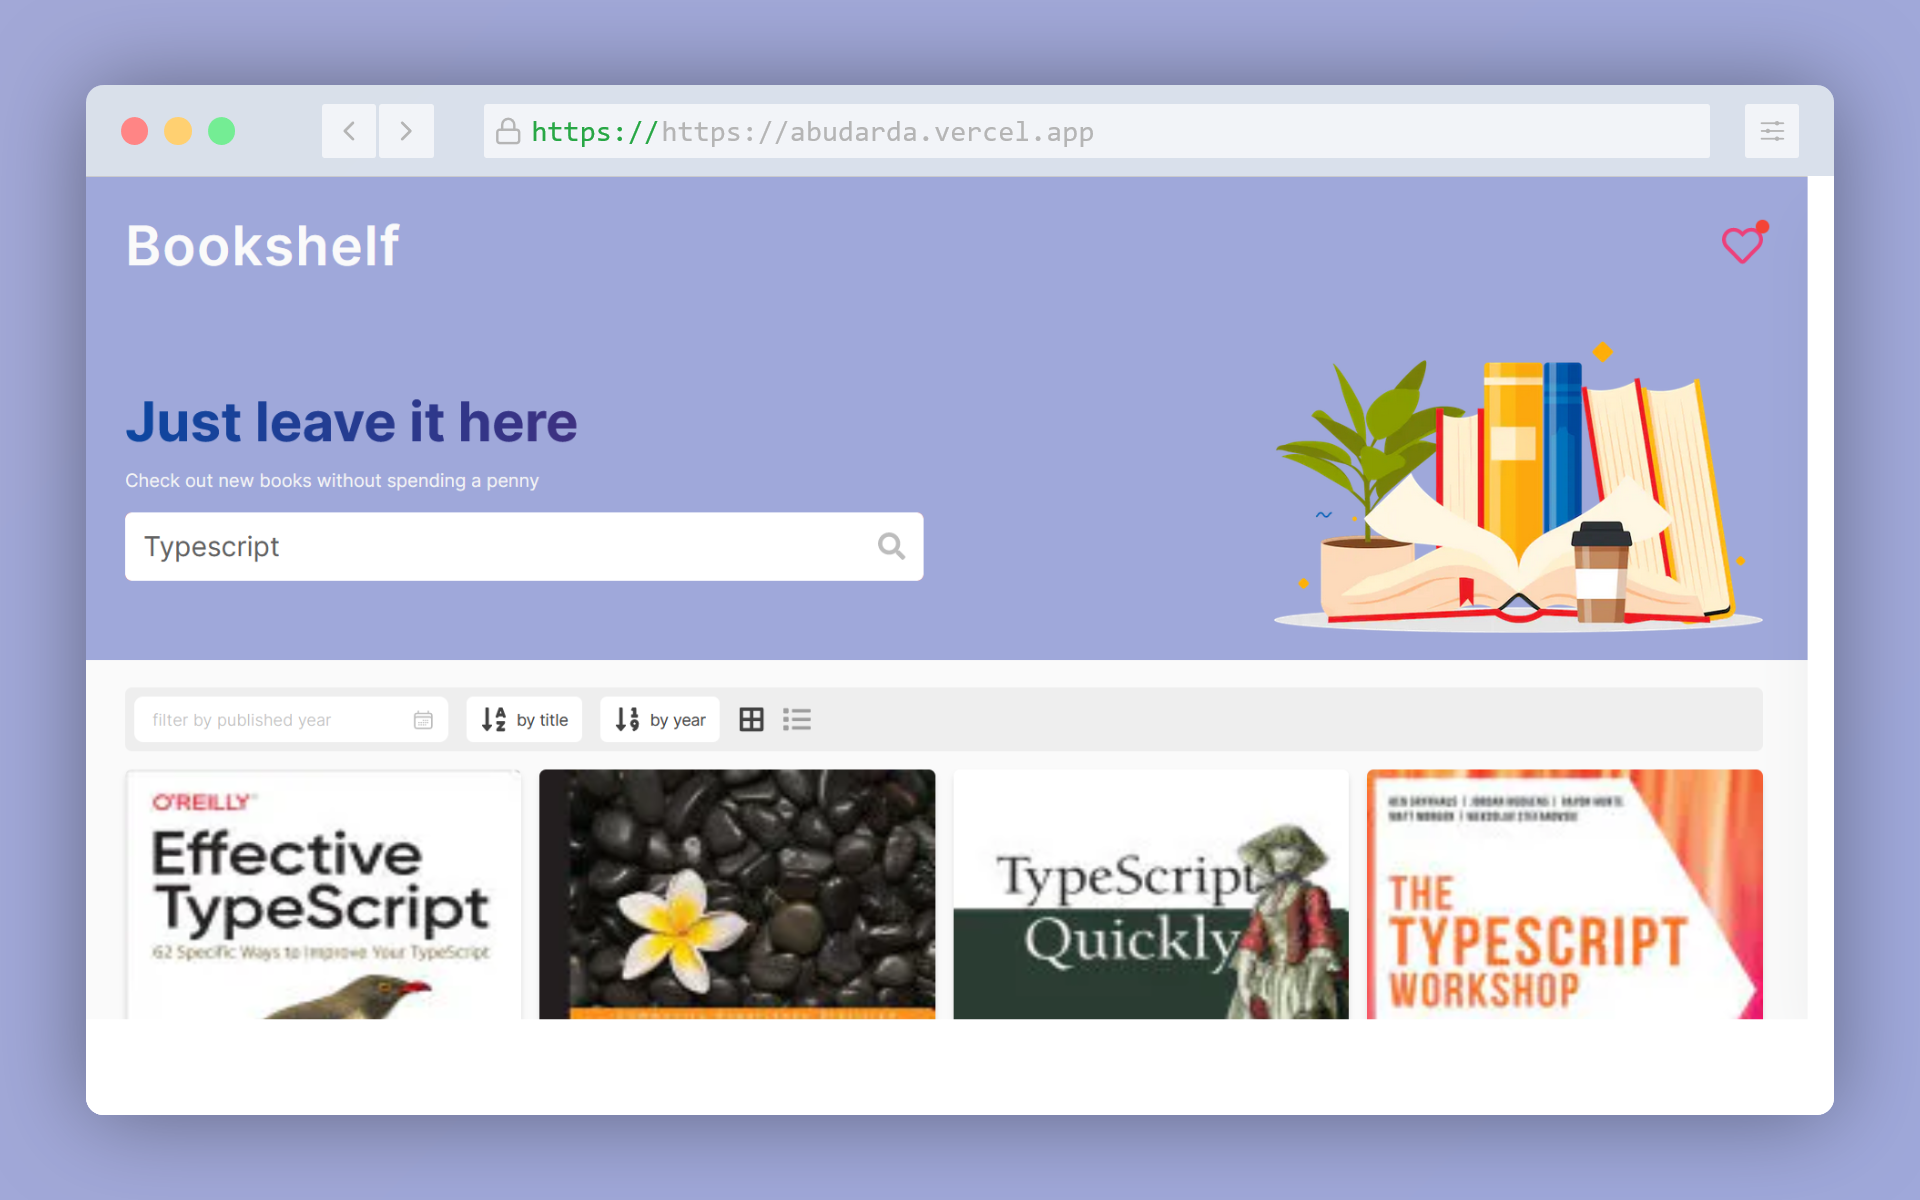 https://https://abudarda.vercel.app
Bookshelf
Just leave it here
Check out new books without spending a penny
Typescript
filter by published year
by title
by year
O'REILLY
Effective
TypeScript
62 Specific Ways to Improve Your TypeScript
TypeScript
Quickly
THE
TYPESCRIPT
WORKSHOP